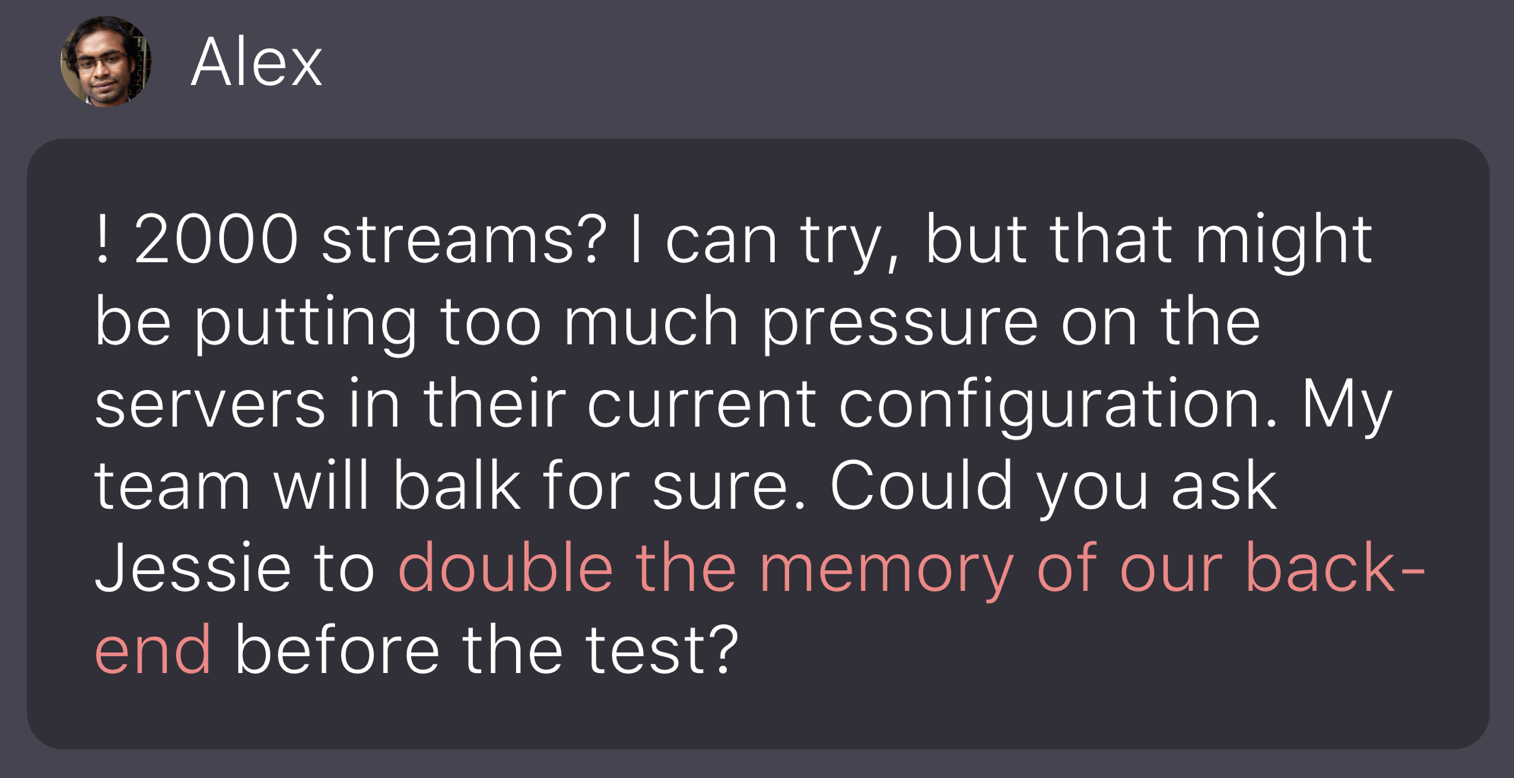 Alex
! 2000 streams? I can try, but that might
be putting too much pressure on the
servers in their current configuration. My
team will balk for sure. Could you ask
Jessie to double the memory of our back-
end before the test?